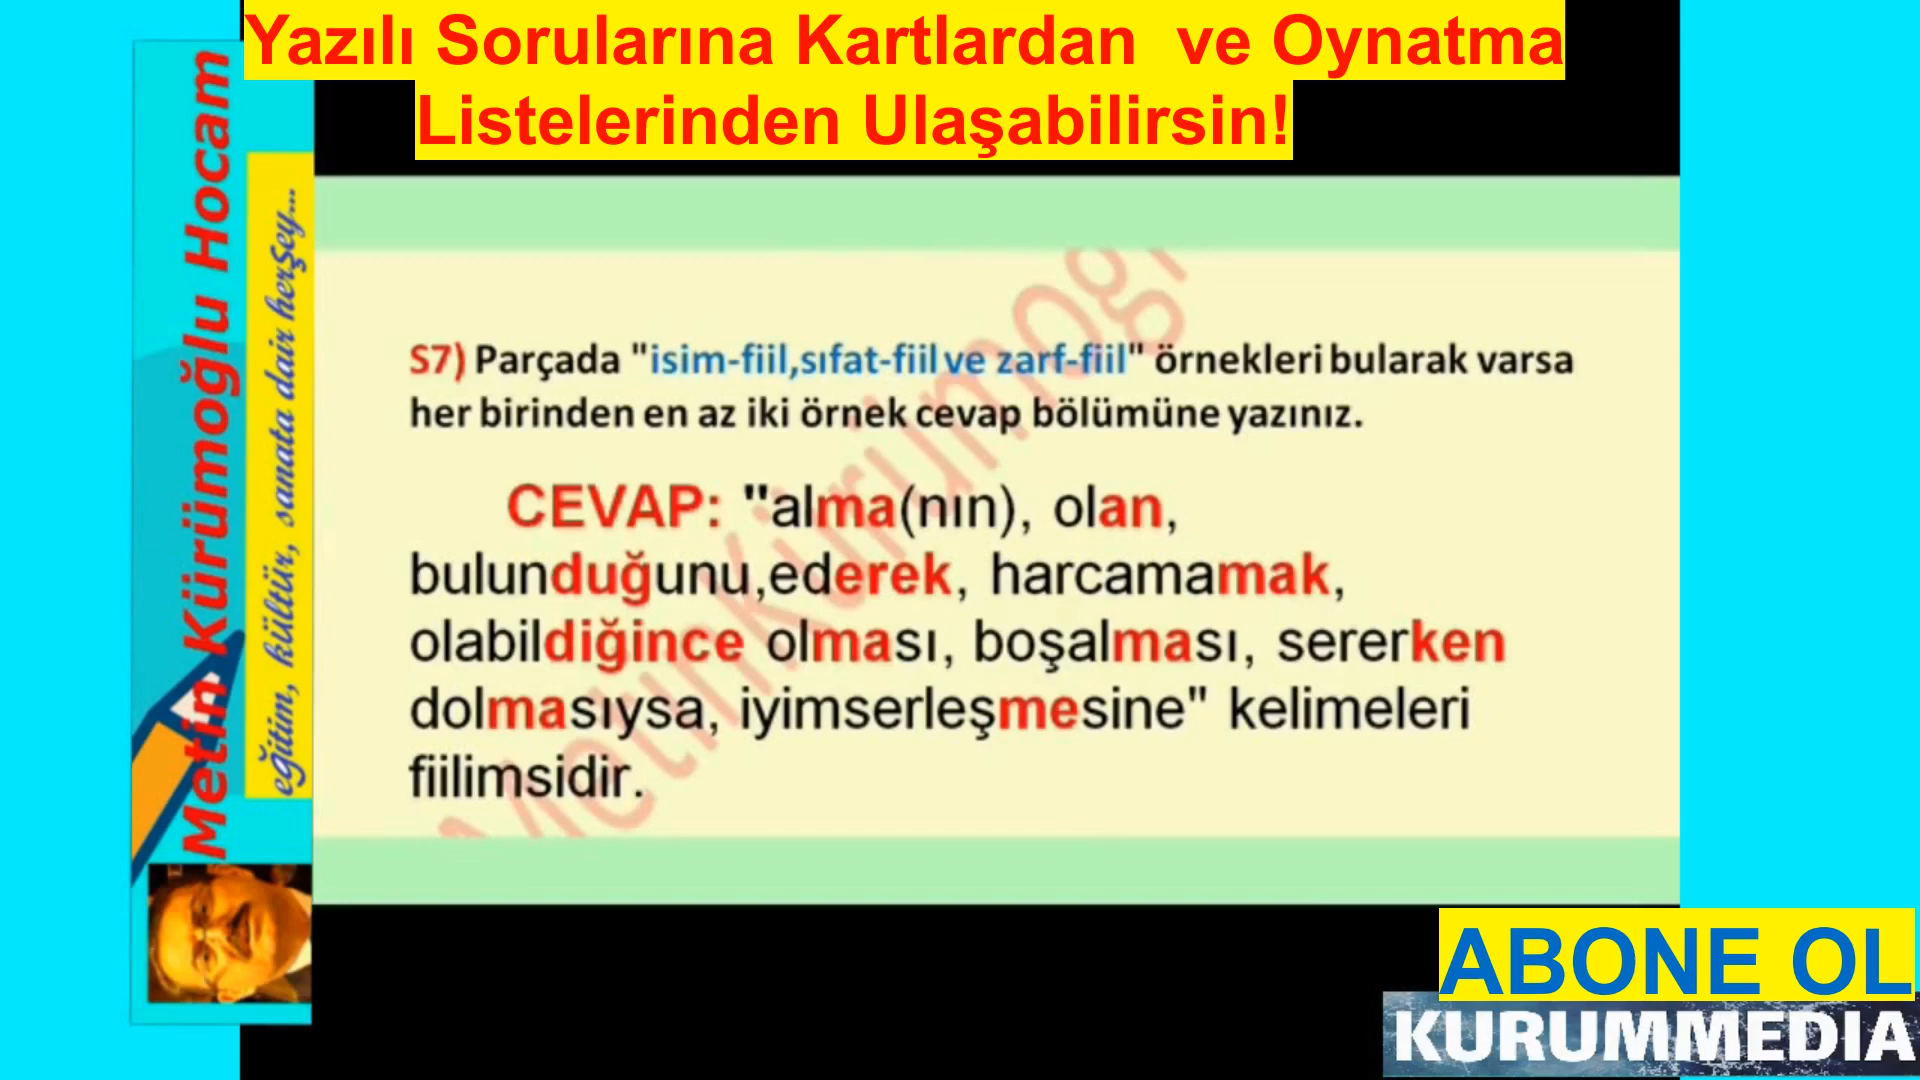 Yazılı Sorularına Kartlardan ve Oynatma
Listelerinden Ulaşabilirsin!
Metin Kürümoğlu Hocam
eğitim, kültür, sanata dair herşey...
S7) Parçada "isim-fiil,sıfat-fiil ve zarf-fiil" örnekleri bularak varsa
her birinden en az iki örnek cevap bölümüne yazınız.
CEVAP: "alma(nın), olan,
bulunduğunu,ederek, harcamamak,
olabildiğince olması, boşalması, sererken
dolmasıysa, iyimserleşmesine" kelimeleri
fiilimsidir.
Metin Kürümoğl
ABONE OL
KURUMMEDIA